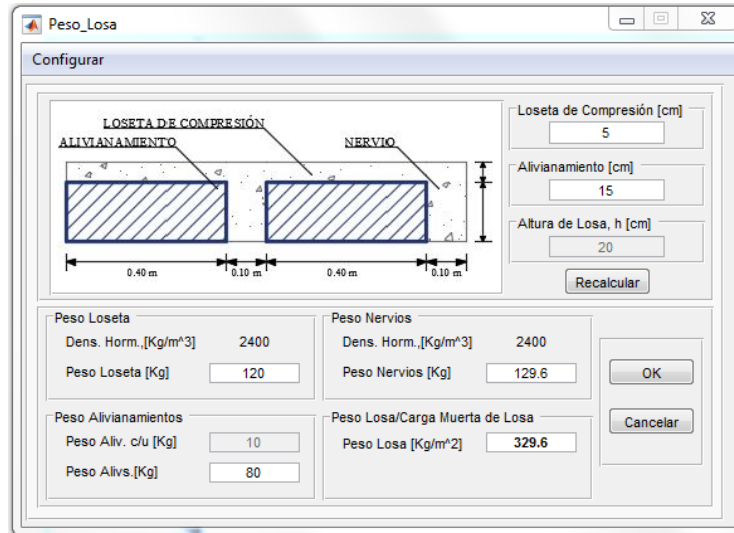 Peso_Losa
Configurar
LOSETA DE COMPRESIÓN
ALIVIANAMIENTO
NERVIO
0.40 m
0.10 m
0.40 m
0.10 m
Loseta de Compresión [cm]
5
Alivianamiento [cm]
15
Altura de Losa, h [cm]
20
Recalcular
Peso Loseta
Dens. Horm.,[Kg/m^3] 2400
Peso Loseta [Kg] 120
Peso Nervios
Dens. Horm.,[Kg/m^3] 2400
Peso Nervios [Kg] 129.6
Peso Alivianamientos
Peso Aliv. c/u [Kg] 10
Peso Alivs.[Kg] 80
Peso Losa/Carga Muerta de Losa
Peso Losa [Kg/m^2] 329.6
OK
Cancelar